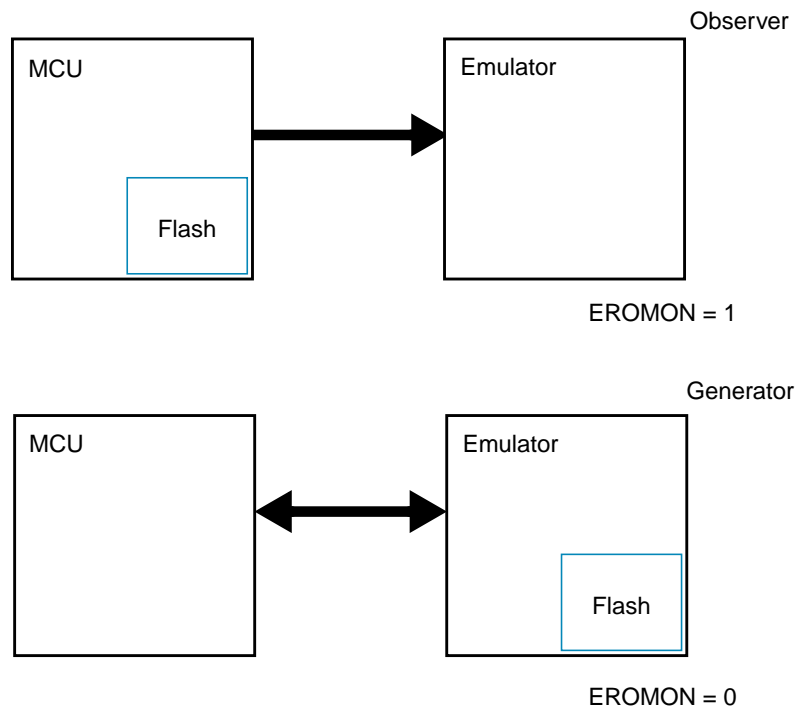 Observer
MCU
Emulator
Flash
EROMON = 1
Generator
MCU
Emulator
Flash
EROMON = 0